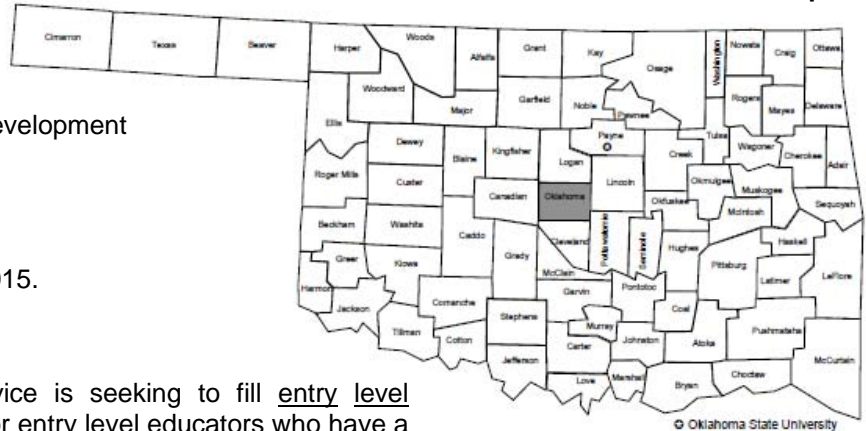 Cimarron
Texas
Beaver
Harper
Woods
Alfalfa
Grant
Kay
Osage
Washington
Nowata
Craig
Ottawa
Woodward
Major
Garfield
Noble
Pawnee
Rogers
Mayes
Delaware
evelopment
Ellis
Dewey
Blaine
Kingfisher
Logan
Payne
Creek
Tulsa
Wagoner
Cherokee
Adair
Roger Mills
Custer
Canadian
Oklahoma
Lincoln
Okfuskee
Okmulgee
Muskogee
McIntosh
Sequoyah
Beckham
Washita
Caddo
Grady
Cleveland
Pottawatomie
Seminole
Hughes
Pittsburg
Haskell
Latimer
LeFlore
015.
Greer
Kiowa
McClain
Garvin
Pontotoc
Coal
Harmon
Jackson
Comanche
Stephens
Murray
Johnston
Atoka
Pushmataha
Tillman
Cotton
Jefferson
Carter
Love
Marshall
Bryan
Choctaw
McCurtain
vice is seeking to fill entry level
or entry level educators who have a
Oklahoma State University